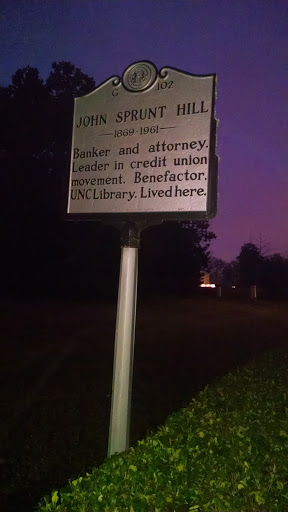 G 102
JOHN SPRUNT HILL
1869-1961
Banker and attorney.
Leader in credit union
movement. Benefactor,
UNC Library. Lived here.